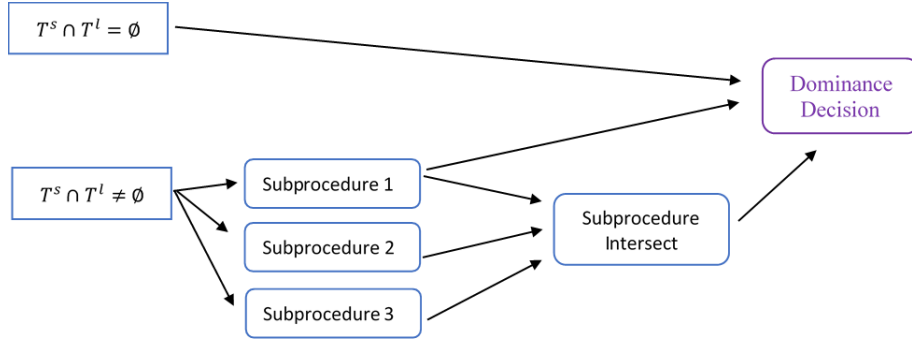 T^s ∩ T^l = ∅
Dominance
Decision
T^s ∩ T^l ≠ ∅
Subprocedure 1
Subprocedure
Intersect
Subprocedure 2
Subprocedure 3